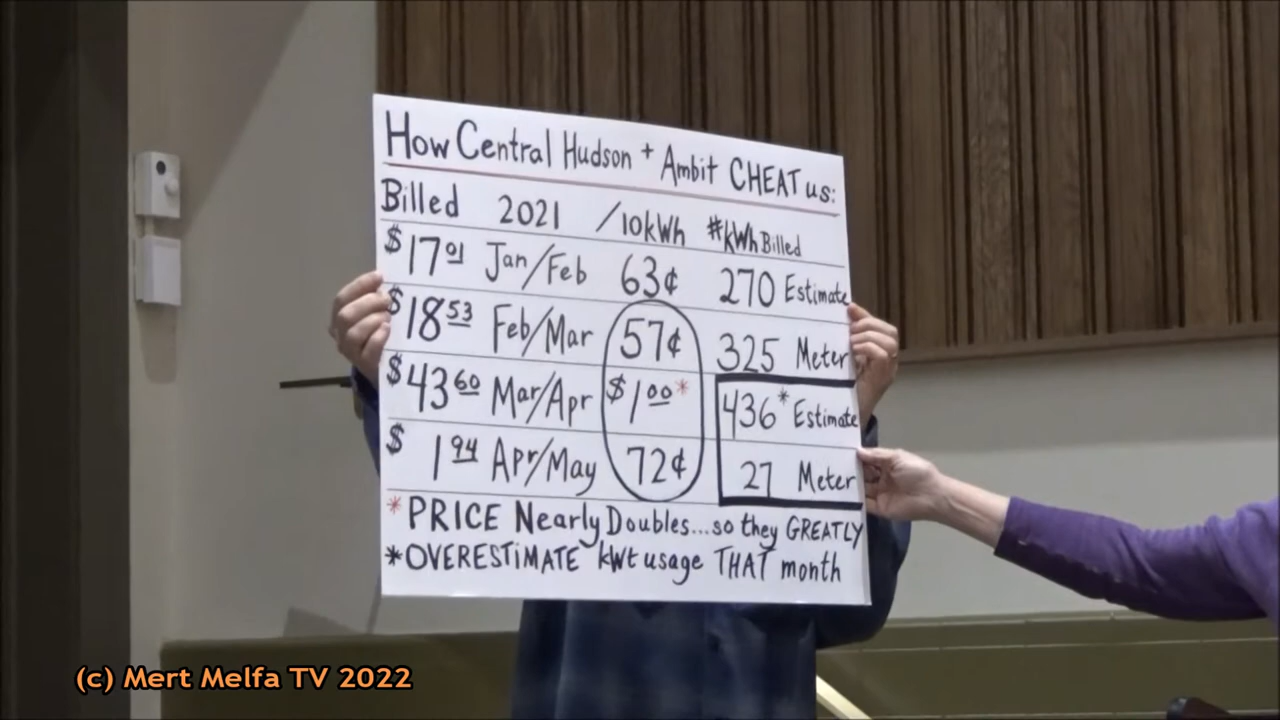 How Central Hudson + Ambit CHEAT us:
Billed 2021 /10kWh #kWh Billed
$17 01 Jan/Feb 63¢ 270 Estimate
$18 53 Feb/Mar 57¢ 325 Meter
$43 60 Mar/Apr $1 00* 436* Estimate
$ 1 94 Apr/May 72¢ 27 Meter
*PRICE Nearly Doubles...so they GREATLY
*OVERESTiMATE kWt usage THAT month
(c) Mert Melfa TV 2022